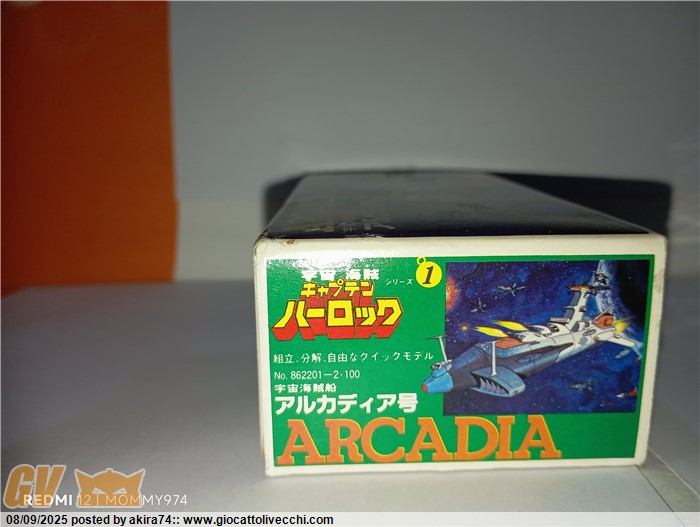 宇宙海賊
キャプテン
ハーロック
シリーズ 1
組立、分解、自由なクイックモデル
No. 862201-2・100
宇宙海賊船
アルカディア号
ARCADIA
GV
REDMI 12 | MOMMY974
08/09/2025 posted by akira74:: www.giocattolivecchi.com